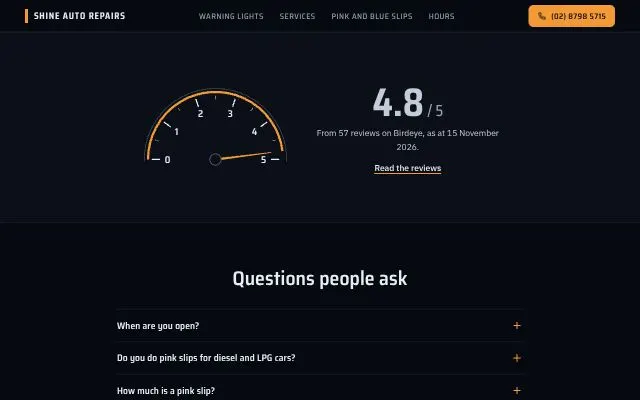 SHINE AUTO REPAIRS
WARNING LIGHTS SERVICES PINK AND BLUE SLIPS HOURS
(02) 8798 5715
0 1 2 3 4 5
4.8 / 5
From 57 reviews on Birdeye, as at 15 November
2026.
Read the reviews
Questions people ask
When are you open?
Do you do pink slips for diesel and LPG cars?
How much is a pink slip?